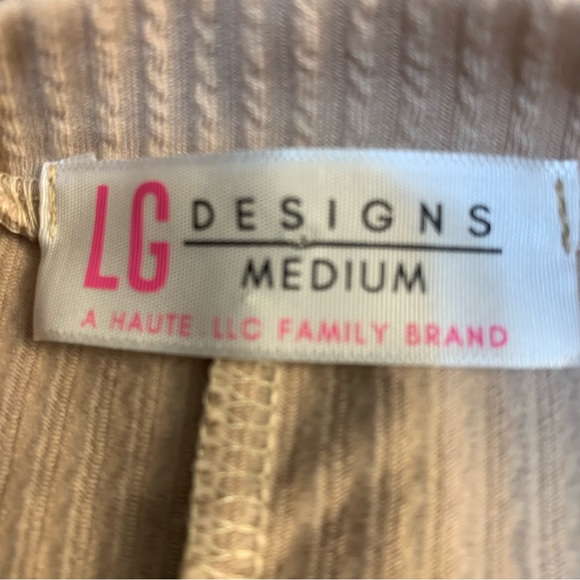 LG DESIGNS
MEDIUM
A HAUTE LLC FAMILY BRAND